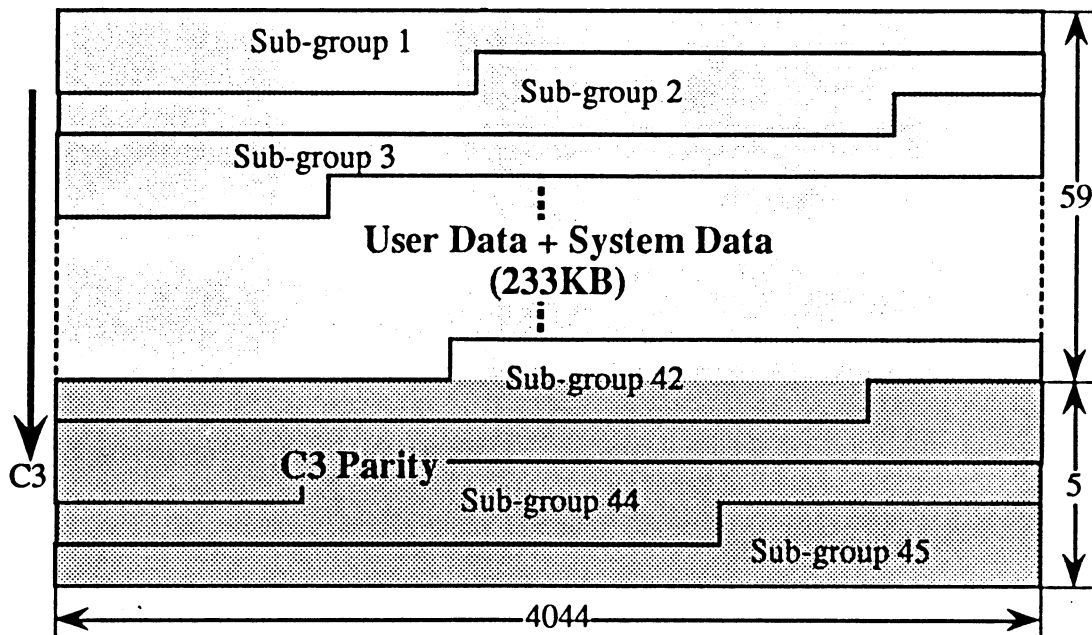 Sub-group 1
Sub-group 2
Sub-group 3
59
User Data + System Data
(233KB)
Sub-group 42
C3 Parity
C3
5
Sub-group 44
Sub-group 45
4044